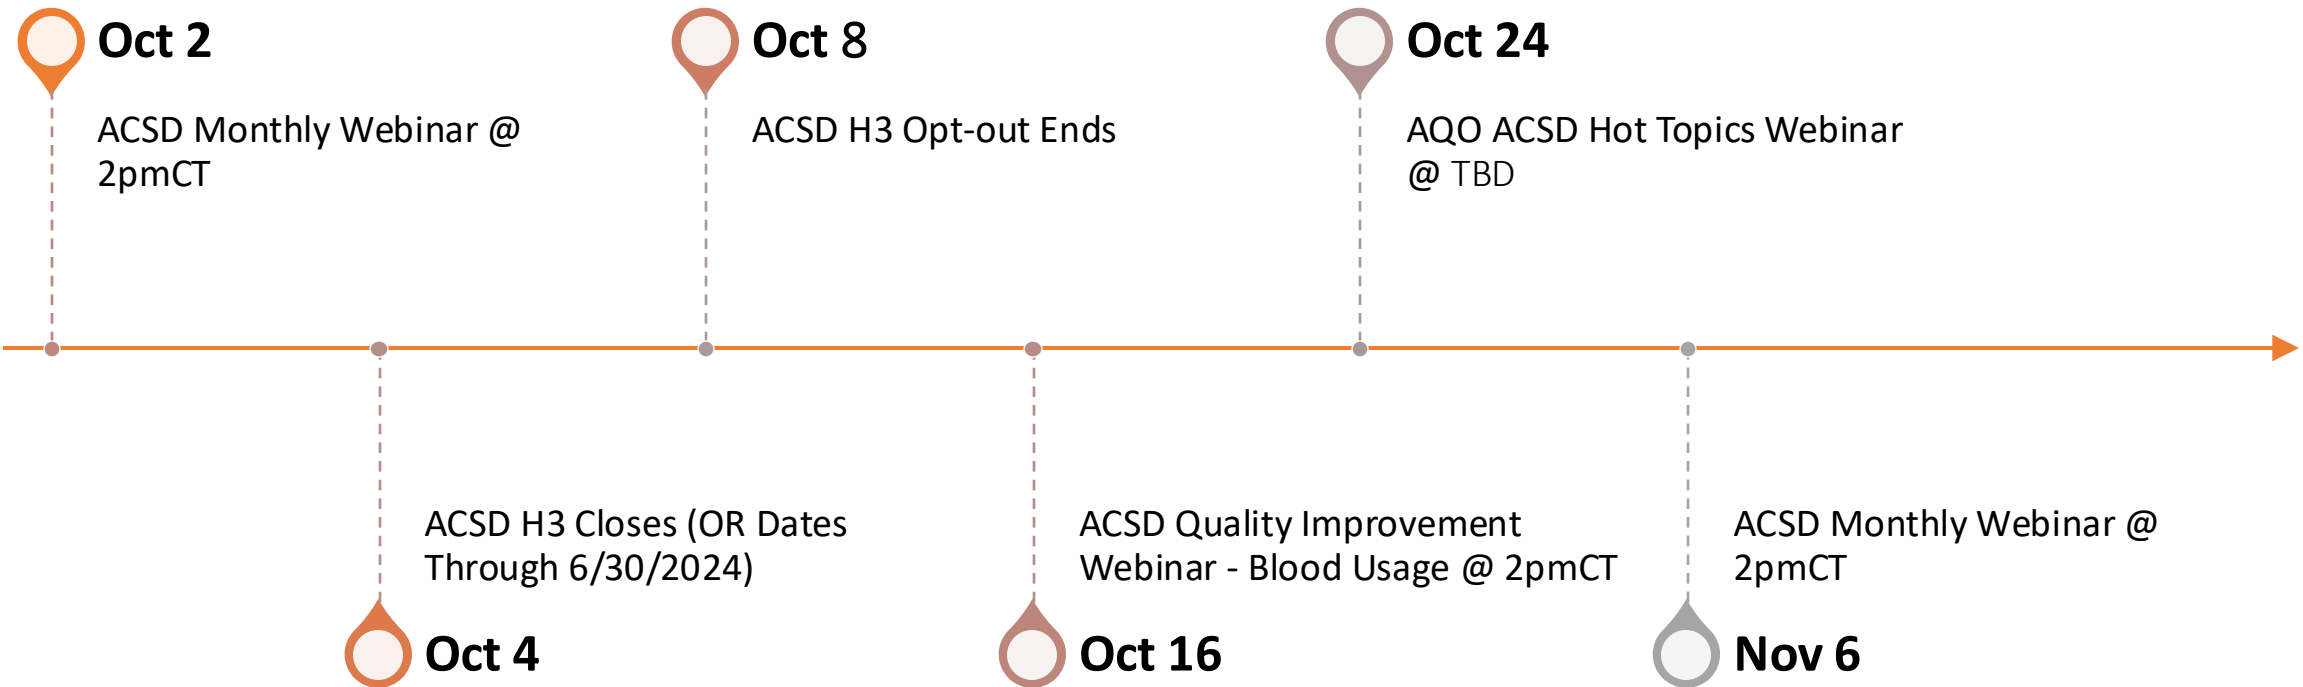 Oct 2
ACSD Monthly Webinar @
2pmCT
Oct 8
ACSD H3 Opt-out Ends
Oct 24
AQO ACSD Hot Topics Webinar
@ TBD
ACSD H3 Closes (OR Dates
Through 6/30/2024)
Oct 4
ACSD Quality Improvement
Webinar - Blood Usage @ 2pmCT
Oct 16
ACSD Monthly Webinar @
2pmCT
Nov 6